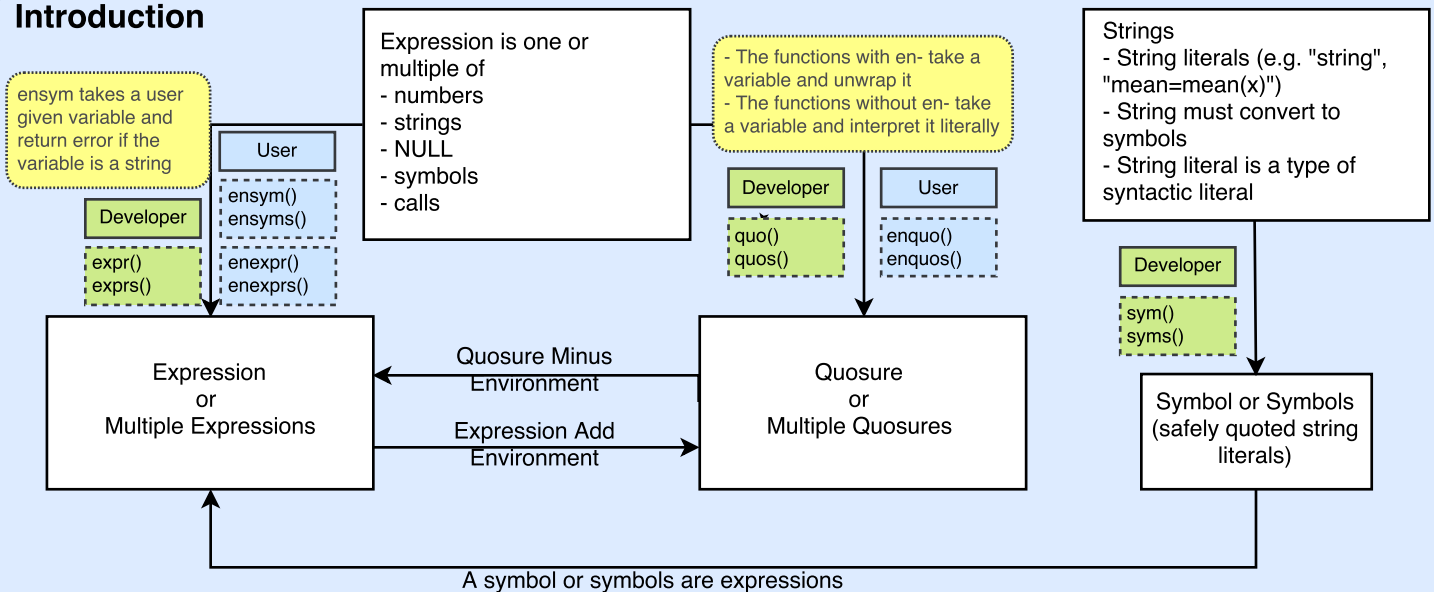 Introduction
ensym takes a user
given variable and
return error if the
variable is a string
User
ensym()
ensyms()
enexpr()
enexprs()
Developer
expr()
exprs()
Expression is one or
multiple of
- numbers
- strings
- NULL
- symbols
- calls
- The functions with en- take a
variable and unwrap it
- The functions without en- take
a variable and interpret it literally
Developer
quo()
quos()
User
enquo()
enquos()
Strings
- String literals (e.g. "string",
"mean=mean(x)")
- String must convert to
symbols
- String literal is a type of
syntactic literal
Developer
sym()
syms()
Expression
or
Multiple Expressions
Quosure Minus
Environment
Expression Add
Environment
Quosure
or
Multiple Quosures
Symbol or Symbols
(safely quoted string
literals)
A symbol or symbols are expressions